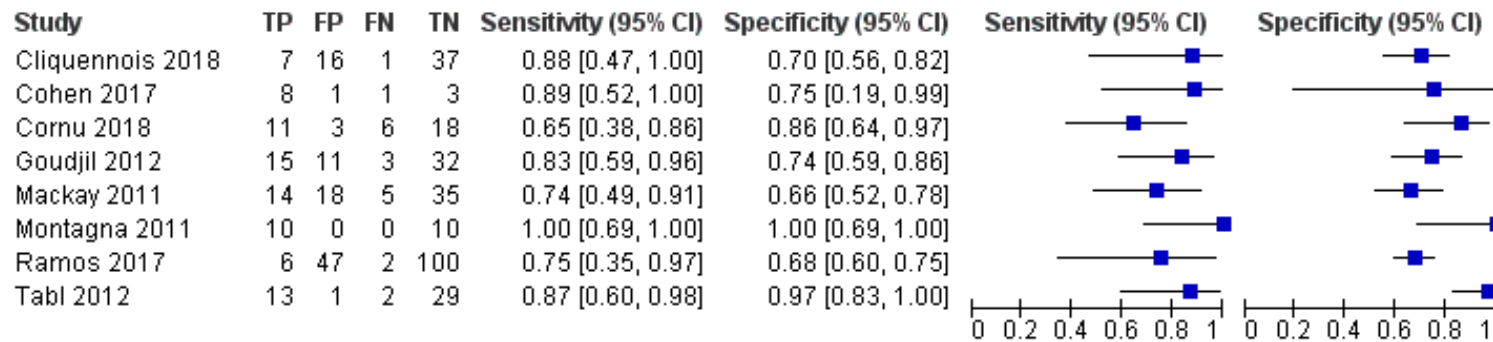 Study TP FP FN TN Sensitivity (95% CI) Specificity (95% CI) Sensitivity (95% CI) Specificity (95% CI)
Cliquennois 2018 7 16 1 37 0.88 [0.47, 1.00] 0.70 [0.56, 0.82]
Cohen 2017 8 1 1 3 0.89 [0.52, 1.00] 0.75 [0.19, 0.99]
Cornu 2018 11 3 6 18 0.65 [0.38, 0.86] 0.86 [0.64, 0.97]
Goudjil 2012 15 11 3 32 0.83 [0.59, 0.96] 0.74 [0.59, 0.86]
Mackay 2011 14 18 5 35 0.74 [0.49, 0.91] 0.66 [0.52, 0.78]
Montagna 2011 10 0 0 10 1.00 [0.69, 1.00] 1.00 [0.69, 1.00]
Ramos 2017 6 47 2 100 0.75 [0.35, 0.97] 0.68 [0.60, 0.75]
Tabl 2012 13 1 2 29 0.87 [0.60, 0.98] 0.97 [0.83, 1.00]
0 0.2 0.4 0.6 0.8 1 0 0.2 0.4 0.6 0.8 1